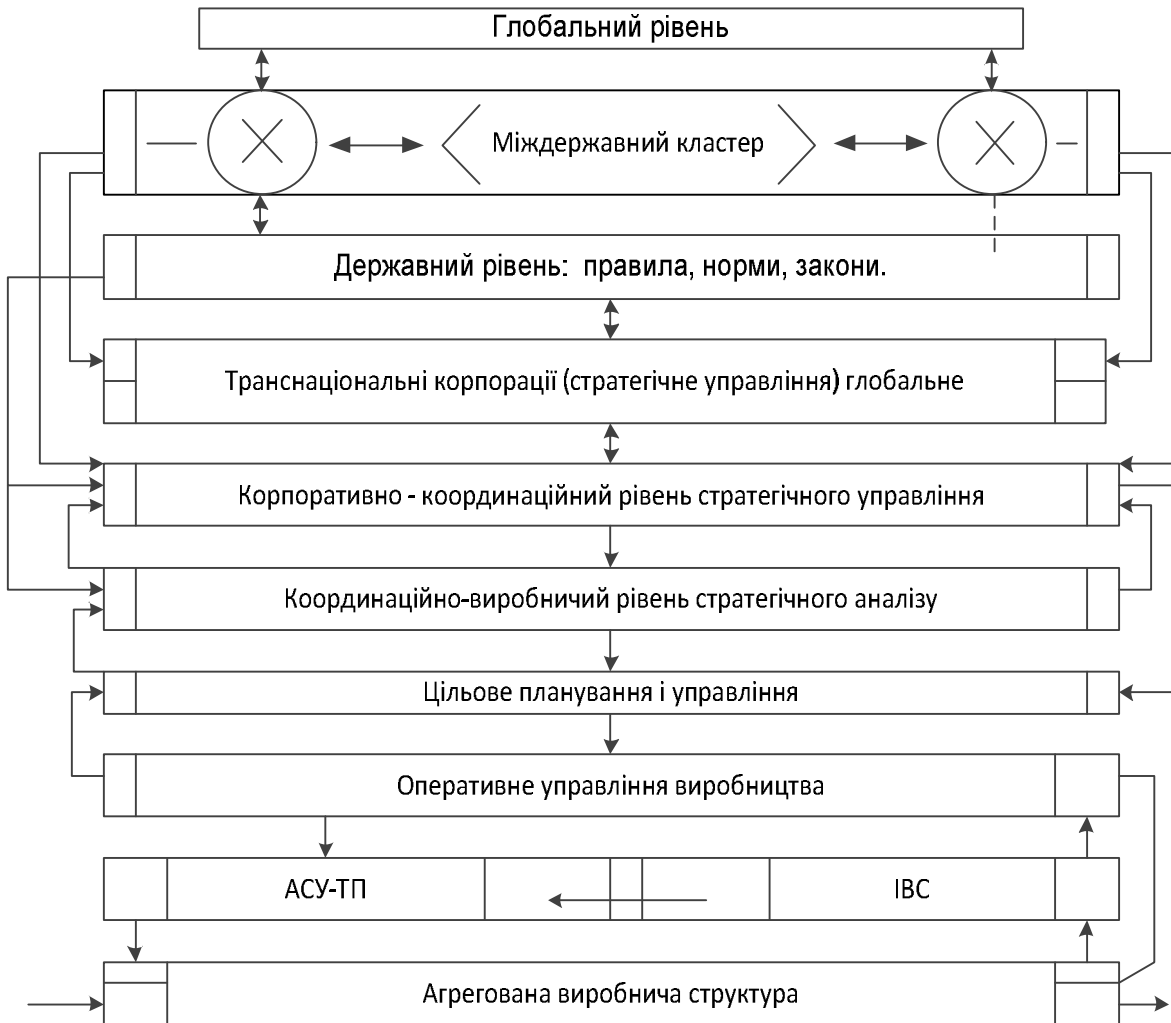 Глобальний рівень
Міждержавний кластер
Державний рівень: правила, норми, закони.
Транснаціональні корпорації (стратегічне управління) глобальне
Корпоративно - координаційний рівень стратегічного управління
Координаційно-виробничий рівень стратегічного аналізу
Цільове планування і управління
Оперативне управління виробництва
АСУ-ТП
ІВС
Агрегована виробнича структура